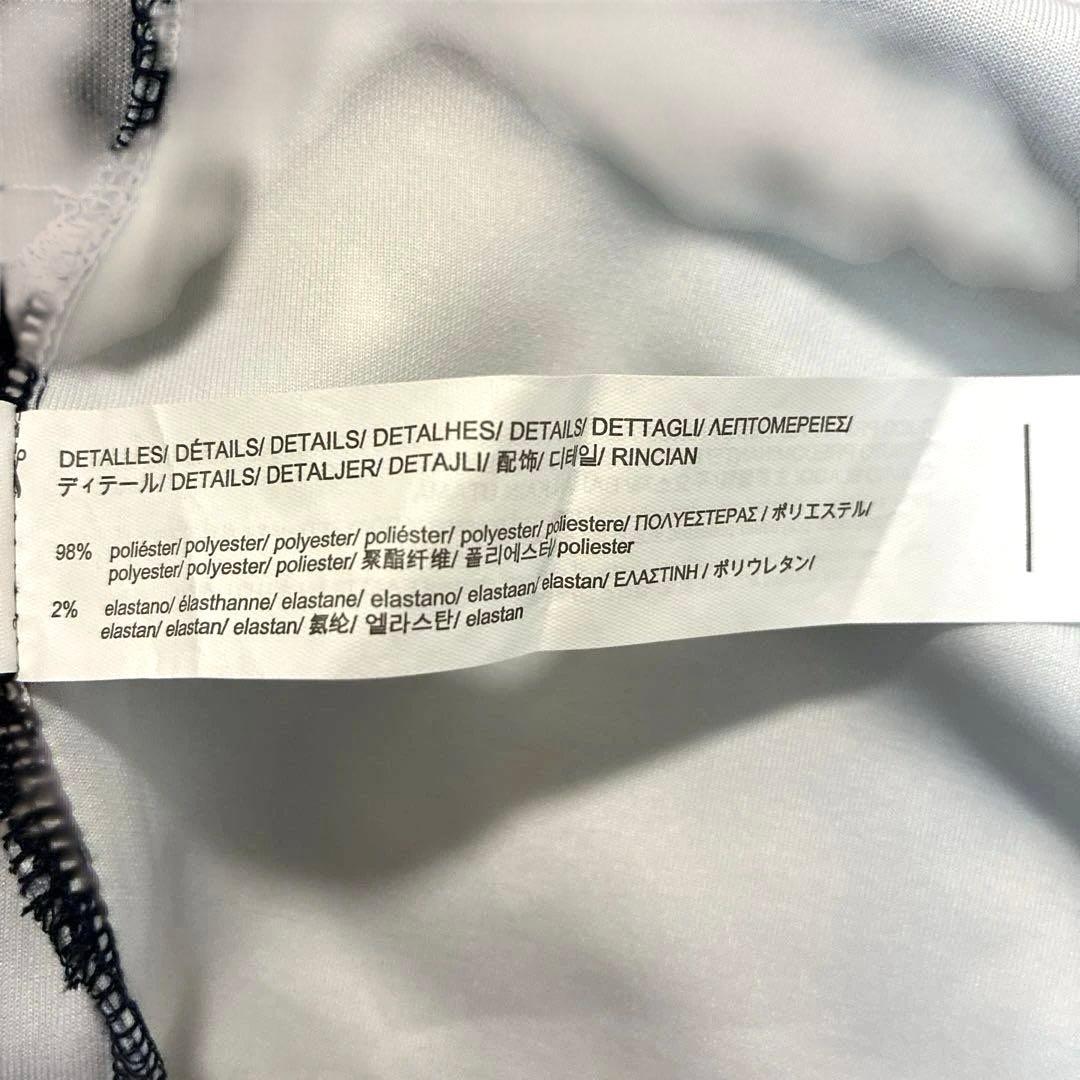 DETALLES/ DÉTAILS/ DETAILS/ DETALHES/ DETAILS/ DETTAGLI/ ΛΕΠΤΟΜΕΡΕΙΕΣ/
ディテール/ DETAILS/ DETALJER/ DETAJLI/ 配饰/ 디테일/ RINCIAN
98% poliéster/ polyester/ polyester/ poliéster/ polyester/ poliestere/ ΠΟΛΥΕΣΤΕΡΑΣ / ポリエステル/
polyester/ polyester/ poliester/ 聚酯纤维/ 폴리에스터/ poliester
2% elastano/ élasthanne/ elastane/ elastano/ elastaan/ elastan/ ΕΛΑΣΤΙΝΗ / ポリウレタン/
elastan/ elastan/ elastan/ 氨纶/ 엘라스탄/ elastan